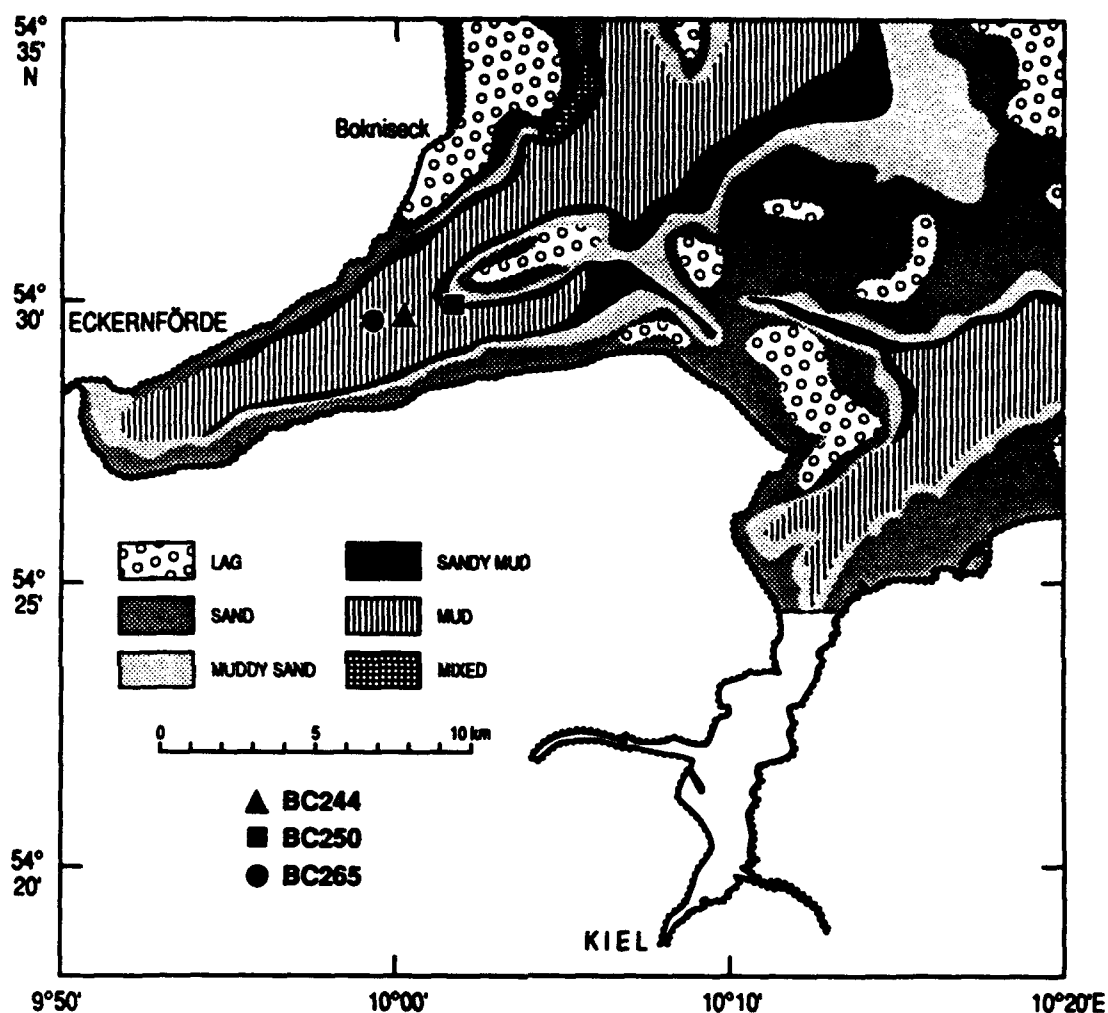 54°
35'
N
Bokniseck
54°
30'
ECKERNFÖRDE
LAG
SANDY MUD
SAND
MUD
MUDDY SAND
MIXED
54°
25'
0 5 10 km
BC244
BC250
BC265
54°
20'
KIEL
9°50' 10°00' 10°10' 10°20'E